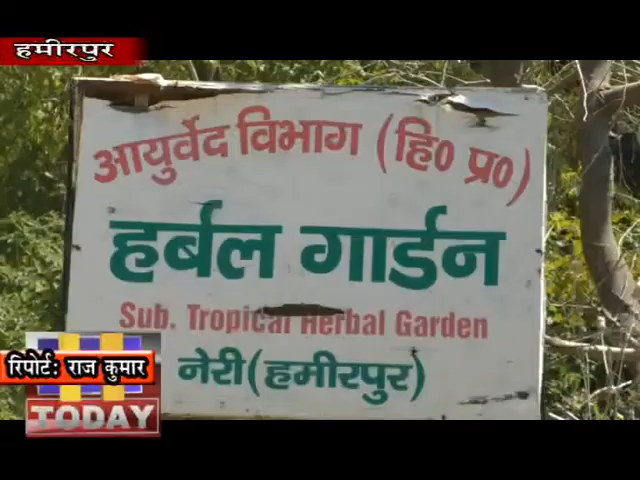 हमीरपुर
आयुर्वेद विभाग (हि० प्र०)
हर्बल गार्डन
Sub. Tropical Herbal Garden
नेरी (हमीरपुर)
रिपोर्टः राज कुमार
TODAY